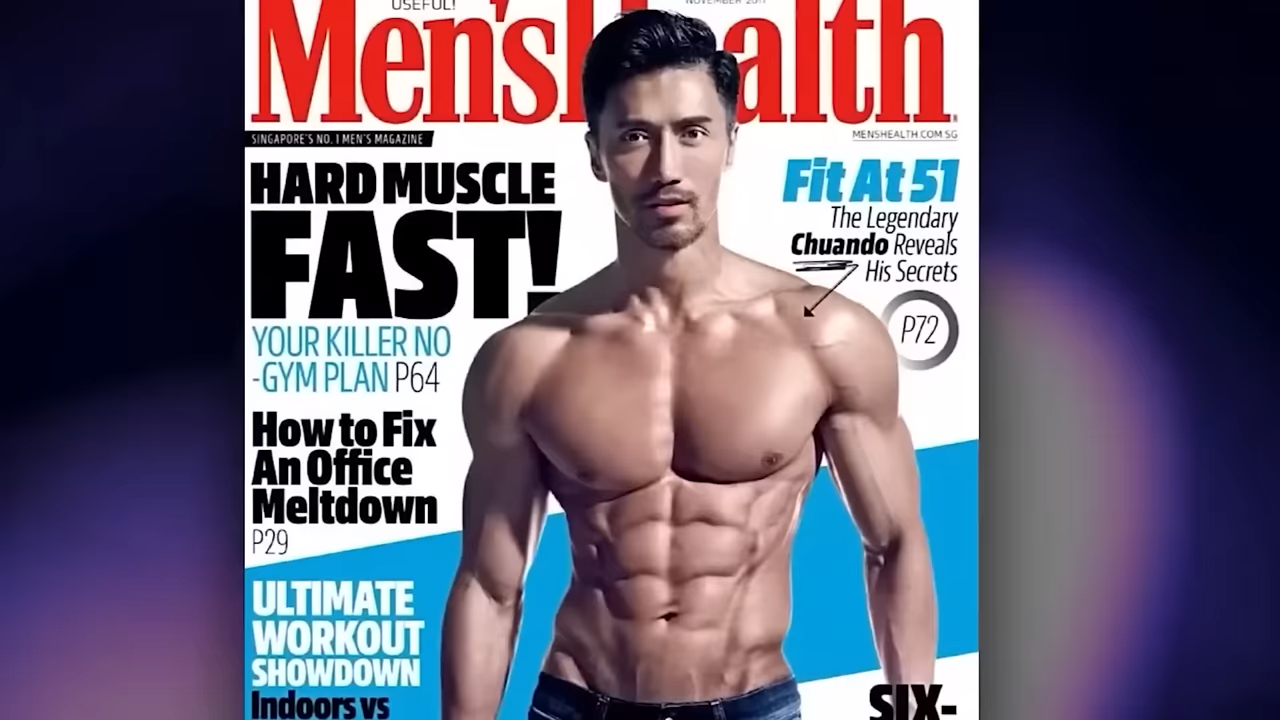 USEFUL!
NOVEMBER 2017
Men's Health
SINGAPORE'S NO. 1 MEN'S MAGAZINE
MENSHEALTH.COM.SG
HARD MUSCLE
FAST!
YOUR KILLER NO
-GYM PLAN P64
How to Fix
An Office
Meltdown
P29
ULTIMATE
WORKOUT
SHOWDOWN
Indoors vs
Fit At 51
The Legendary
Chuando Reveals
His Secrets
P72
SIX-